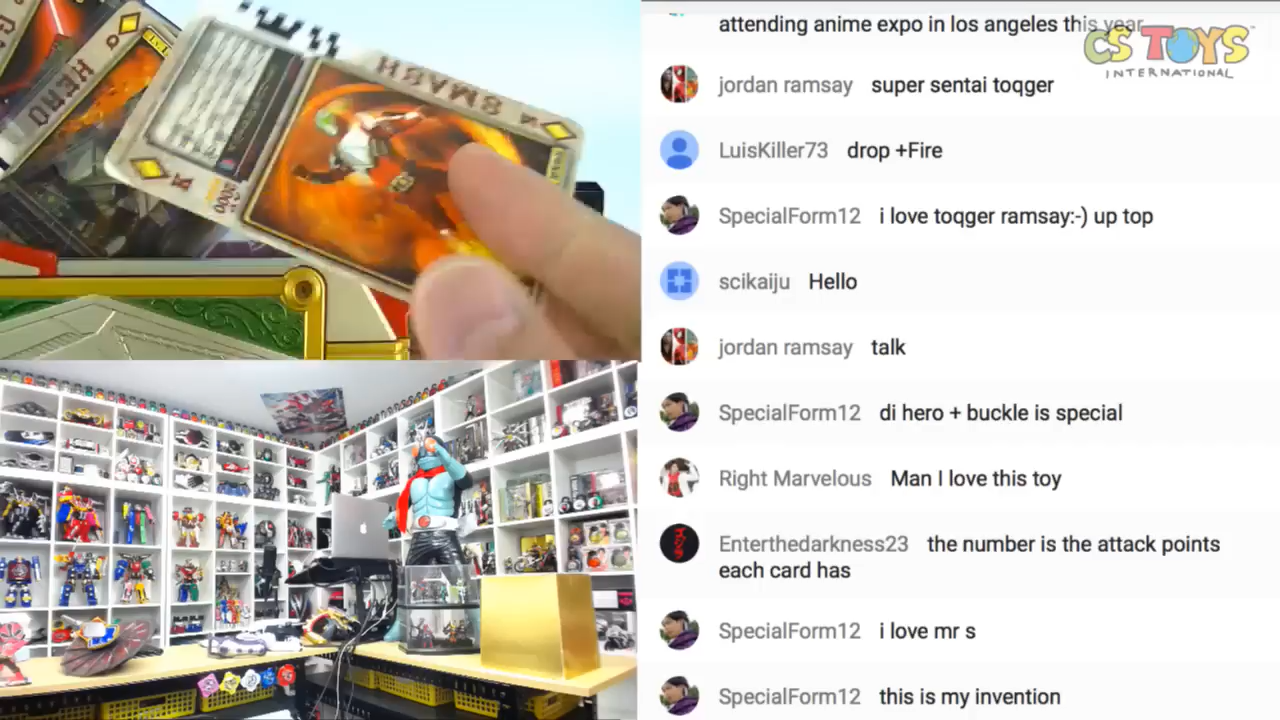 HERO
SMASH
K
attending anime expo in los angeles this year
CS TOYS
INTERNATIONAL
jordan ramsay super sentai toqger
LuisKiller73 drop +Fire
SpecialForm12 i love toqger ramsay:-) up top
scikaiju Hello
jordan ramsay talk
SpecialForm12 di hero + buckle is special
Right Marvelous Man I love this toy
Enterthedarkness23 the number is the attack points
each card has
SpecialForm12 i love mr s
SpecialForm12 this is my invention